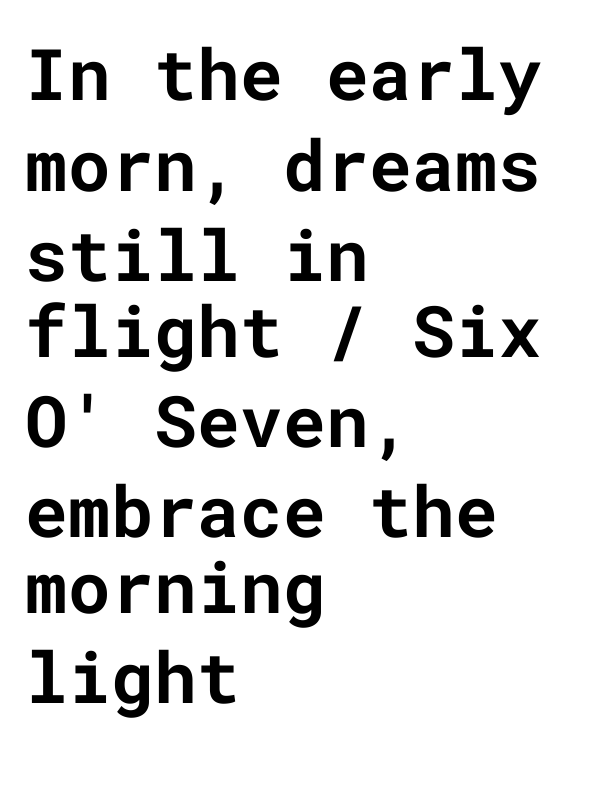 In the early
morn, dreams
still in
flight / Six
O' Seven,
embrace the
morning
light